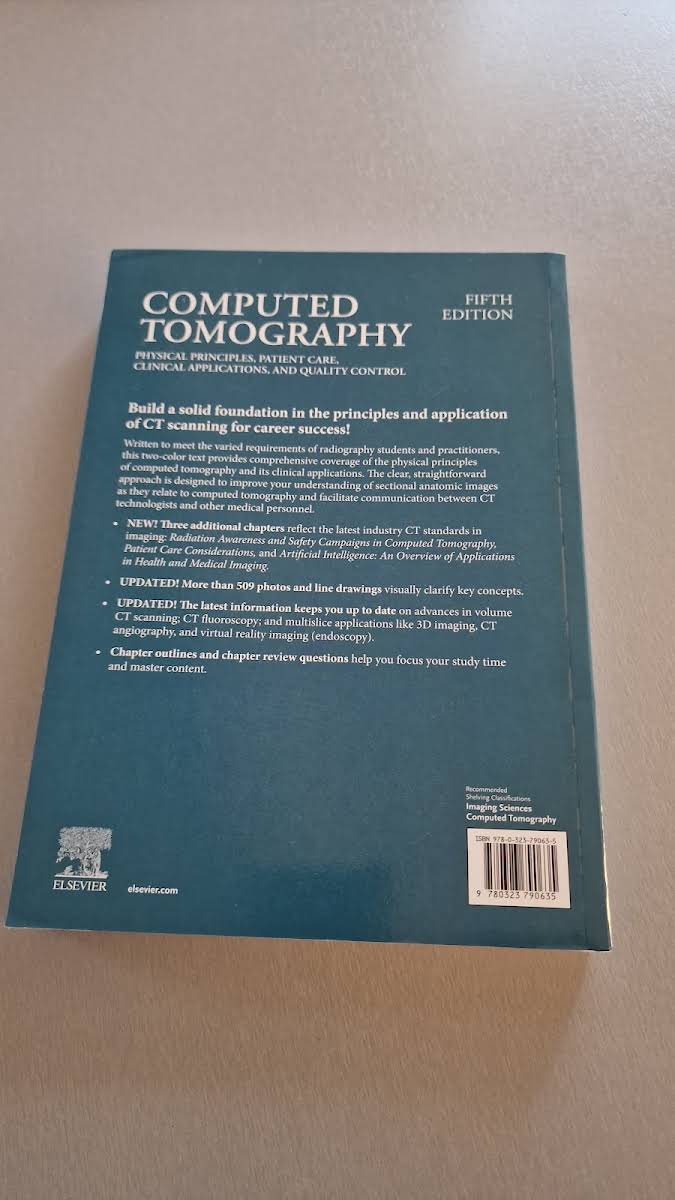 COMPUTED
TOMOGRAPHY
FIFTH
EDITION
PHYSICAL PRINCIPLES, PATIENT CARE,
CLINICAL APPLICATIONS, AND QUALITY CONTROL
Build a solid foundation in the principles and application
of CT scanning for career success!
Written to meet the varied requirements of radiography students and practitioners,
this two-color text provides comprehensive coverage of the physical principles
of computed tomography and its clinical applications. The clear, straightforward
approach is designed to improve your understanding of sectional anatomic images
as they relate to computed tomography and facilitate communication between CT
technologists and other medical personnel.
• NEW! Three additional chapters reflect the latest industry CT standards in
imaging: Radiation Awareness and Safety Campaigns in Computed Tomography,
Patient Care Considerations, and Artificial Intelligence: An Overview of Applications
in Health and Medical Imaging.
• UPDATED! More than 509 photos and line drawings visually clarify key concepts.
• UPDATED! The latest information keeps you up to date on advances in volume
CT scanning; CT fluoroscopy; and multislice applications like 3D imaging, CT
angiography, and virtual reality imaging (endoscopy).
• Chapter outlines and chapter review questions help you focus your study time
and master content.
Recommended
Shelving Classifications
Imaging Sciences
Computed Tomography
ISBN 978-0-323-79063-5
9 780323 790635
ELSEVIER
elsevier.com